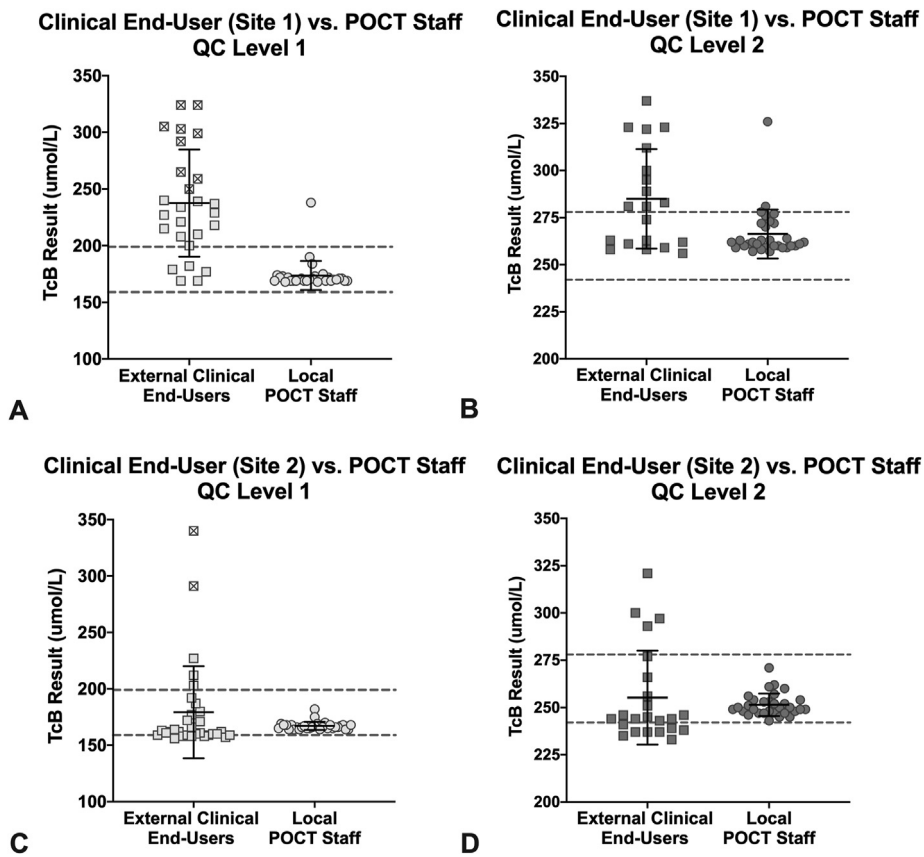 Clinical End-User (Site 1) vs. POCT Staff
QC Level 1
TcB Result (umol/L)
350
300
250
200
150
100
External Clinical
End-Users
Local
POCT Staff
A
Clinical End-User (Site 1) vs. POCT Staff
QC Level 2
TcB Result (umol/L)
350
325
300
275
250
225
200
External Clinical
End-Users
Local
POCT Staff
B
Clinical End-User (Site 2) vs. POCT Staff
QC Level 1
TcB Result (umol/L)
350
300
250
200
150
100
External Clinical
End-Users
Local
POCT Staff
C
Clinical End-User (Site 2) vs. POCT Staff
QC Level 2
TcB Result (umol/L)
350
325
300
275
250
225
200
External Clinical
End-Users
Local
POCT Staff
D